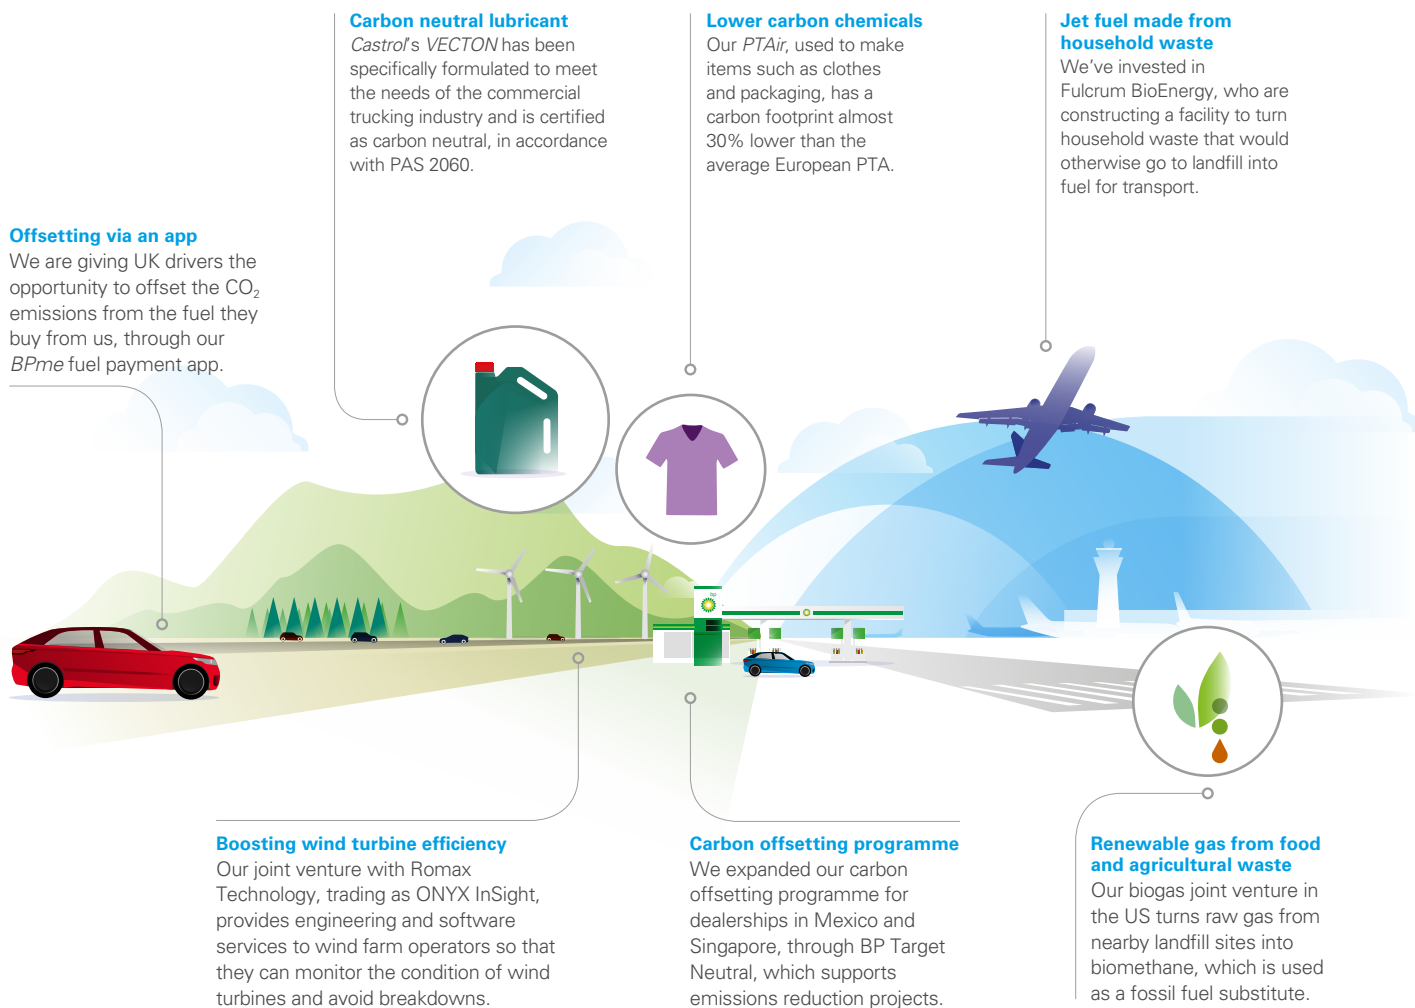 Carbon neutral lubricant
Castrol's VECTON has been
specifically formulated to meet
the needs of the commercial
trucking industry and is certified
as carbon neutral, in accordance
with PAS 2060.
Lower carbon chemicals
Our PTAir, used to make
items such as clothes
and packaging, has a
carbon footprint almost
30% lower than the
average European PTA.
Jet fuel made from
household waste
We've invested in
Fulcrum BioEnergy, who are
constructing a facility to turn
household waste that would
otherwise go to landfill into
fuel for transport.
Offsetting via an app
We are giving UK drivers the
opportunity to offset the CO₂
emissions from the fuel they
buy from us, through our
BPme fuel payment app.
bp
Boosting wind turbine efficiency
Our joint venture with Romax
Technology, trading as ONYX InSight,
provides engineering and software
services to wind farm operators so that
they can monitor the condition of wind
turbines and avoid breakdowns.
Carbon offsetting programme
We expanded our carbon
offsetting programme for
dealerships in Mexico and
Singapore, through BP Target
Neutral, which supports
emissions reduction projects.
Renewable gas from food
and agricultural waste
Our biogas joint venture in
the US turns raw gas from
nearby landfill sites into
biomethane, which is used
as a fossil fuel substitute.